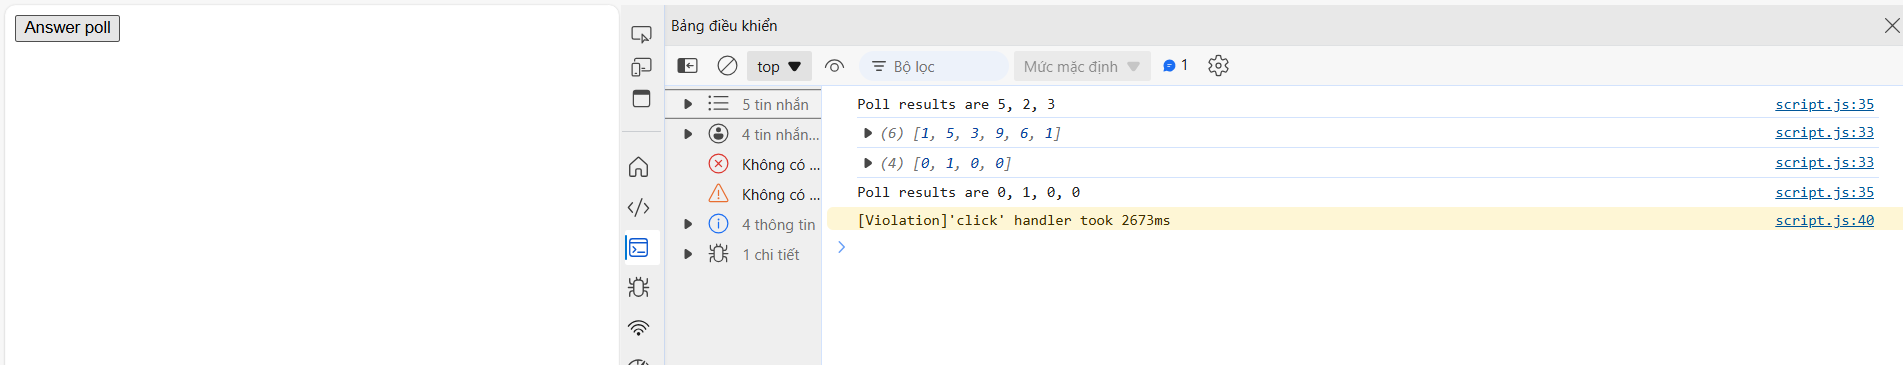 Answer poll
Bảng điều khiển
top
Bộ lọc
Mức mặc định
1
5 tin nhắn
4 tin nhắn...
Không có ...
Không có ...
4 thông tin
1 chi tiết
Poll results are 5, 2, 3 script.js:35
(6) [1, 5, 3, 9, 6, 1] script.js:33
(4) [0, 1, 0, 0] script.js:33
Poll results are 0, 1, 0, 0 script.js:35
[Violation]'click' handler took 2673ms script.js:40